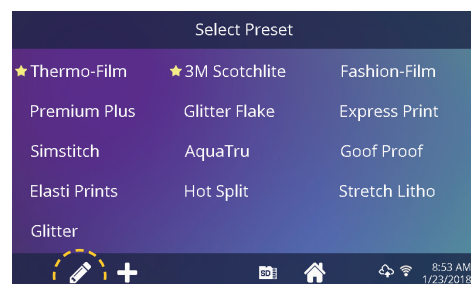 Select Preset
Thermo-Film 3M Scotchlite Fashion-Film
Premium Plus Glitter Flake Express Print
Simstitch AquaTru Goof Proof
Elasti Prints Hot Split Stretch Litho
Glitter
SD 8:53 AM
1/23/2018